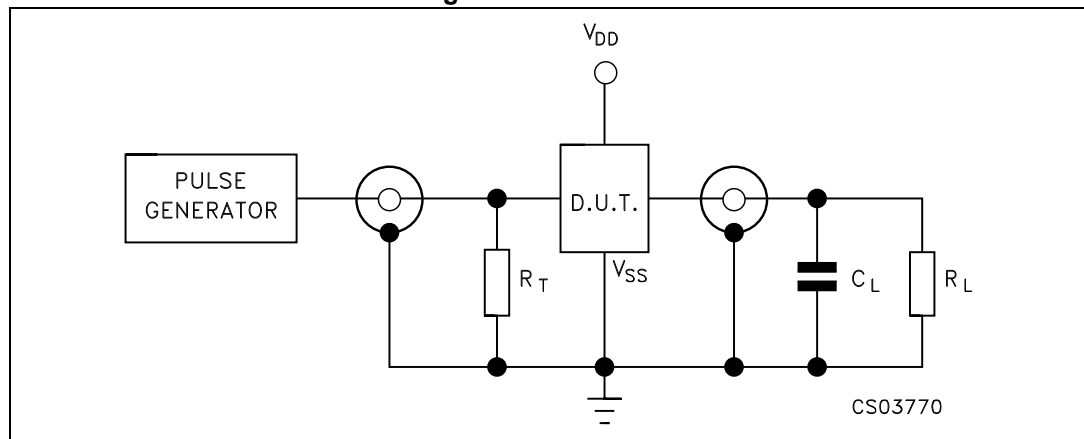 V_DD
PULSE
GENERATOR
D.U.T.
V_SS
R_T
C_L
R_L
CS03770